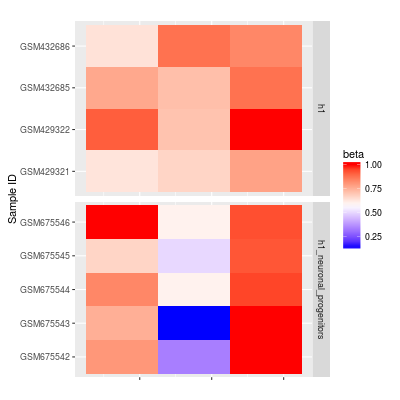 GSM432686
GSM432685
GSM429322
GSM429321
h1
GSM675546
GSM675545
GSM675544
GSM675543
GSM675542
h1_neuronal_progenitors
Sample ID
beta
1.00
0.75
0.50
0.25